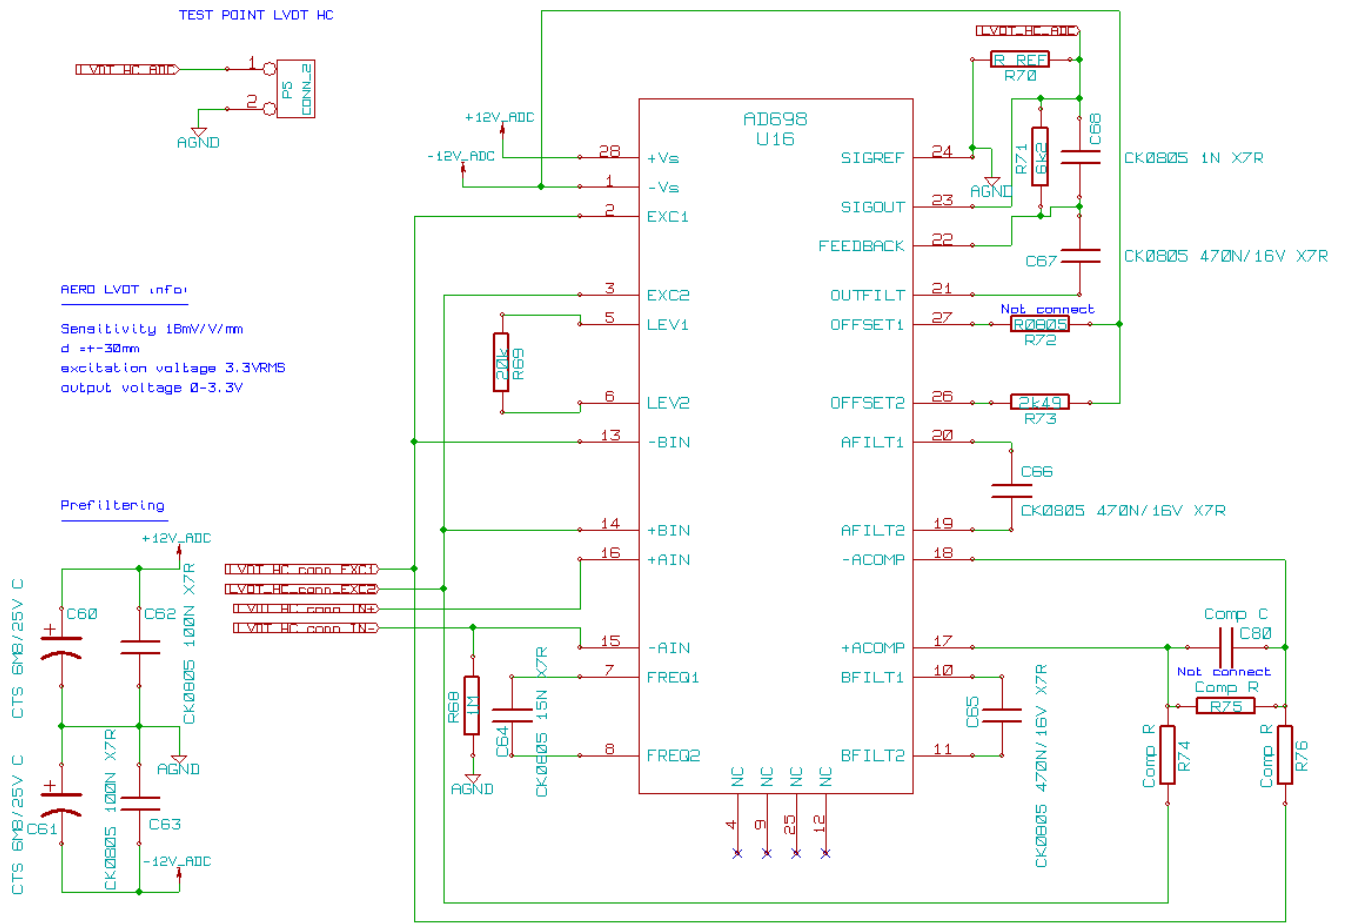 TEST POINT LVDT HC
LVDT_HC_ADC
1
2
P5
CONN_2
AGND
+12V_ADC
-12V_ADC
AD698
U16
28 +Vs
1 -Vs
2 EXC1
3 EXC2
5 LEV1
6 LEV2
13 -BIN
14 +BIN
16 +AIN
15 -AIN
7 FREQ1
8 FREQ2
SIGREF 24
SIGOUT 23
FEEDBACK 22
OUTFILT 21
OFFSET1 27
OFFSET2 26
AFILT1 20
AFILT2 19
-ACOMP 18
+ACOMP 17
BFILT1 10
BFILT2 11
NC NC NC NC
4 9 25 12
LVDT_HC_ADC
R_REF
R70
AGND
R71
6k2
C68
CK0805 1N X7R
C67
CK0805 470N/16V X7R
Not connect
R0805
R72
2k49
R73
C66
CK0805 470N/16V X7R
20k
R69
AERO LVDT info:
Sensitivity 18mV/V/mm
d =+-30mm
excitation voltage 3.3VRMS
output voltage 0-3.3V
Prefiltering
+12V_ADC
C60
CTS 6M8/25V C
C62
CK0805 100N X7R
AGND
C61
CTS 6M8/25V C
C63
CK0805 100N X7R
-12V_ADC
LVDT_HC_conn_EXC1
LVDT_HC_conn_EXC2
LVDT_HC_conn_IN+
LVDT_HC_conn_IN-
R68
1M
AGND
C64
CK0805 15N X7R
C65
CK0805 470N/16V X7R
Comp C
C80
Not connect
Comp R
R75
Comp R
R74
Comp R
R76